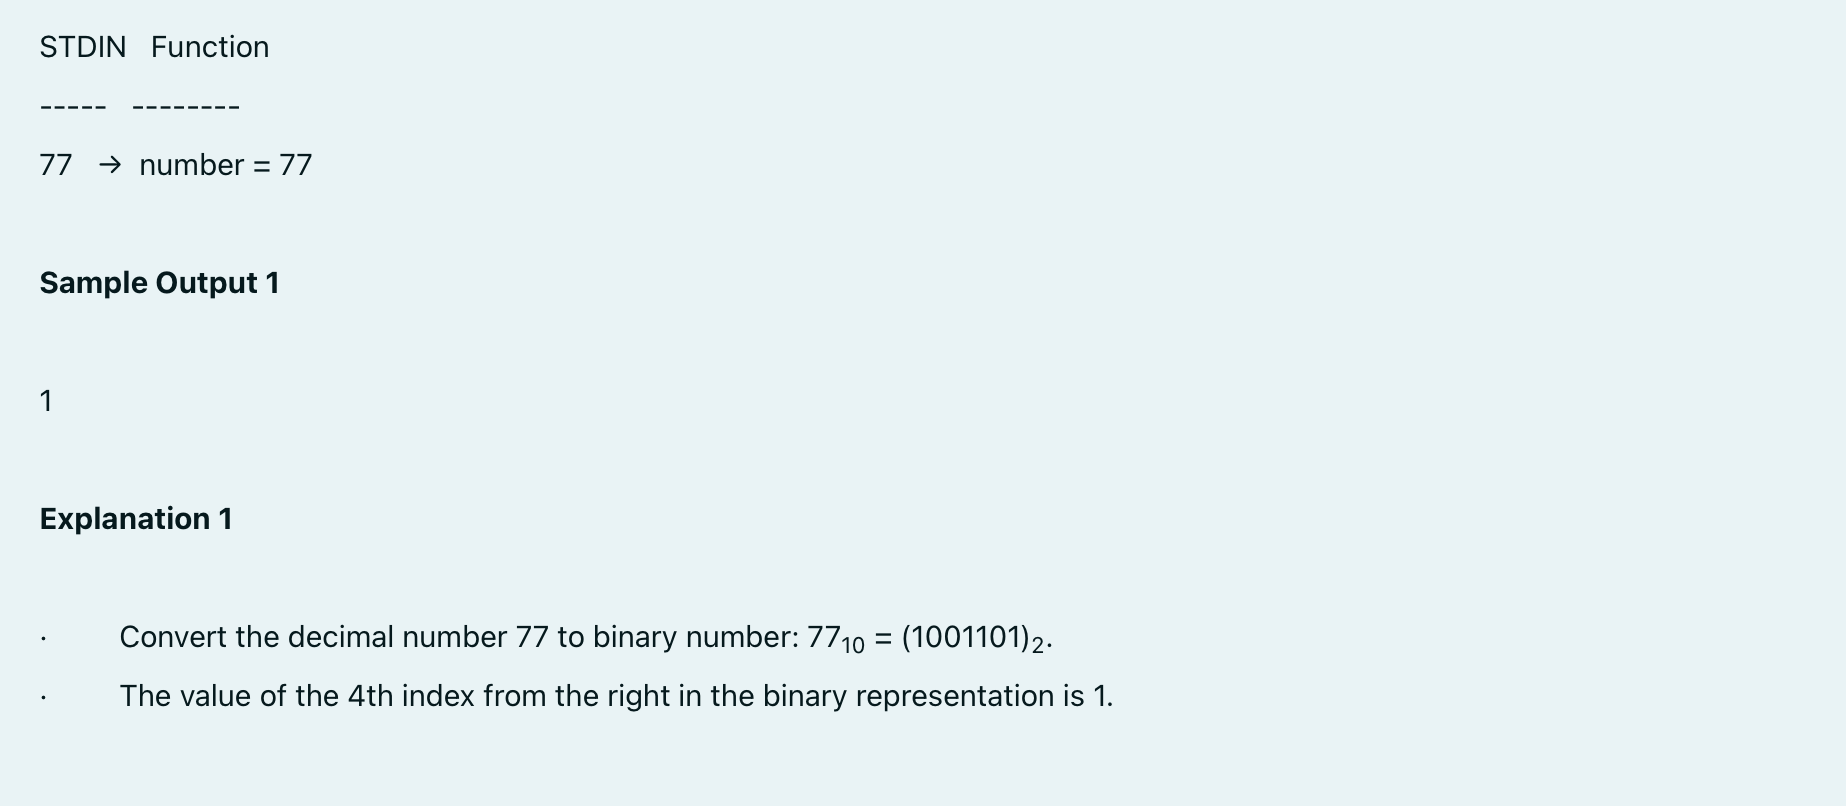 STDIN   Function
-----   --------
77   →  number = 77
Sample Output 1
1
Explanation 1
·        Convert the decimal number 77 to binary number: 77₁₀ = (1001101)₂.
·        The value of the 4th index from the right in the binary representation is 1.